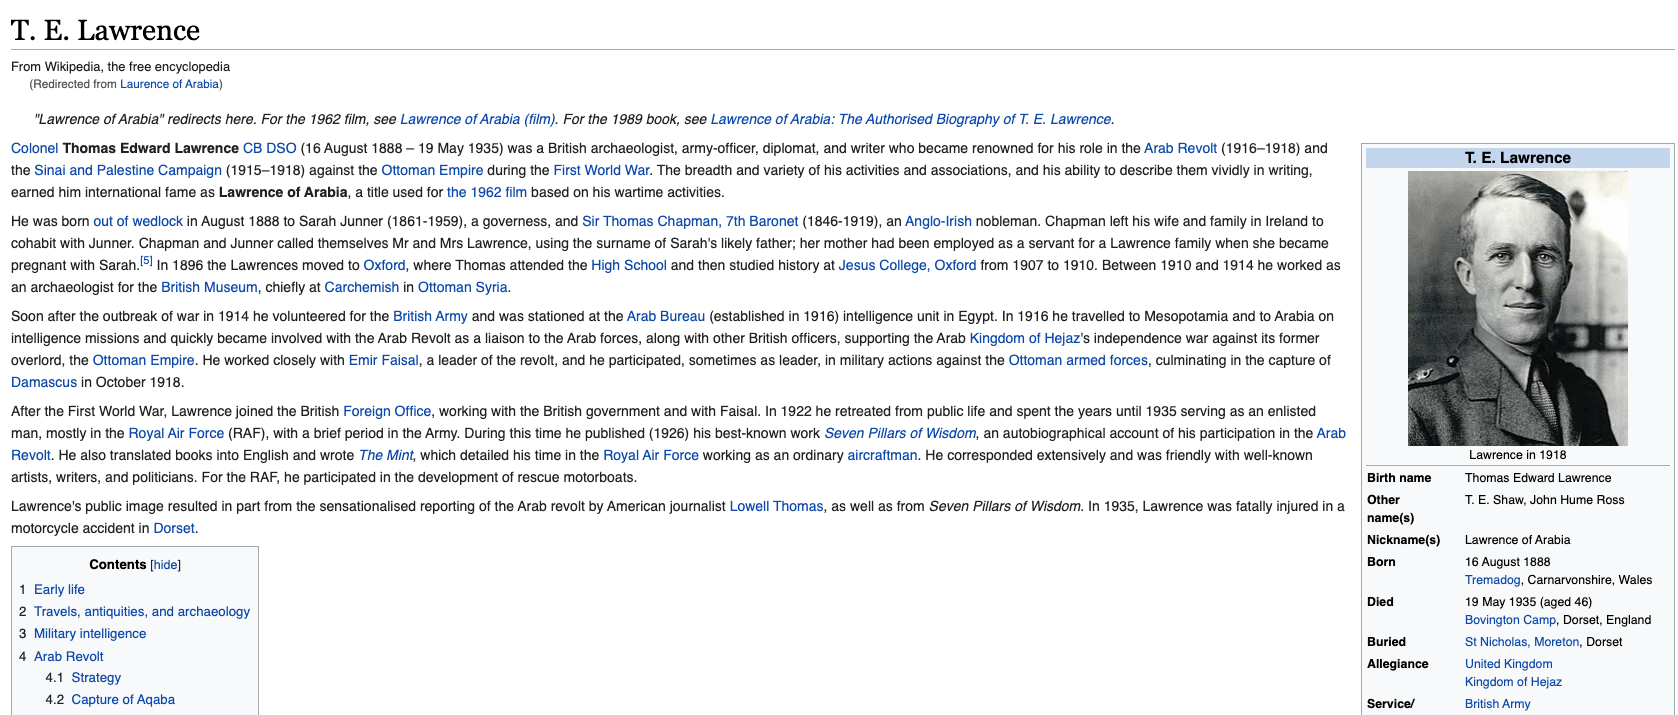 T. E. Lawrence
From Wikipedia, the free encyclopedia
(Redirected from Laurence of Arabia)
"Lawrence of Arabia" redirects here. For the 1962 film, see Lawrence of Arabia (film). For the 1989 book, see Lawrence of Arabia: The Authorised Biography of T. E. Lawrence.
Colonel Thomas Edward Lawrence CB DSO (16 August 1888 – 19 May 1935) was a British archaeologist, army-officer, diplomat, and writer who became renowned for his role in the Arab Revolt (1916–1918) and
the Sinai and Palestine Campaign (1915–1918) against the Ottoman Empire during the First World War. The breadth and variety of his activities and associations, and his ability to describe them vividly in writing,
earned him international fame as Lawrence of Arabia, a title used for the 1962 film based on his wartime activities.
He was born out of wedlock in August 1888 to Sarah Junner (1861-1959), a governess, and Sir Thomas Chapman, 7th Baronet (1846-1919), an Anglo-Irish nobleman. Chapman left his wife and family in Ireland to
cohabit with Junner. Chapman and Junner called themselves Mr and Mrs Lawrence, using the surname of Sarah's likely father; her mother had been employed as a servant for a Lawrence family when she became
pregnant with Sarah.[5] In 1896 the Lawrences moved to Oxford, where Thomas attended the High School and then studied history at Jesus College, Oxford from 1907 to 1910. Between 1910 and 1914 he worked as
an archaeologist for the British Museum, chiefly at Carchemish in Ottoman Syria.
Soon after the outbreak of war in 1914 he volunteered for the British Army and was stationed at the Arab Bureau (established in 1916) intelligence unit in Egypt. In 1916 he travelled to Mesopotamia and to Arabia on
intelligence missions and quickly became involved with the Arab Revolt as a liaison to the Arab forces, along with other British officers, supporting the Arab Kingdom of Hejaz's independence war against its former
overlord, the Ottoman Empire. He worked closely with Emir Faisal, a leader of the revolt, and he participated, sometimes as leader, in military actions against the Ottoman armed forces, culminating in the capture of
Damascus in October 1918.
After the First World War, Lawrence joined the British Foreign Office, working with the British government and with Faisal. In 1922 he retreated from public life and spent the years until 1935 serving as an enlisted
man, mostly in the Royal Air Force (RAF), with a brief period in the Army. During this time he published (1926) his best-known work Seven Pillars of Wisdom, an autobiographical account of his participation in the Arab
Revolt. He also translated books into English and wrote The Mint, which detailed his time in the Royal Air Force working as an ordinary aircraftman. He corresponded extensively and was friendly with well-known
artists, writers, and politicians. For the RAF, he participated in the development of rescue motorboats.
Lawrence's public image resulted in part from the sensationalised reporting of the Arab revolt by American journalist Lowell Thomas, as well as from Seven Pillars of Wisdom. In 1935, Lawrence was fatally injured in a
motorcycle accident in Dorset.
Contents [hide]
1 Early life
2 Travels, antiquities, and archaeology
3 Military intelligence
4 Arab Revolt
4.1 Strategy
4.2 Capture of Aqaba
T. E. Lawrence
Lawrence in 1918
Birth name Thomas Edward Lawrence
Other T. E. Shaw, John Hume Ross
name(s)
Nickname(s) Lawrence of Arabia
Born 16 August 1888
Tremadog, Carnarvonshire, Wales
Died 19 May 1935 (aged 46)
Bovington Camp, Dorset, England
Buried St Nicholas, Moreton, Dorset
Allegiance United Kingdom
Kingdom of Hejaz
Service/ British Army